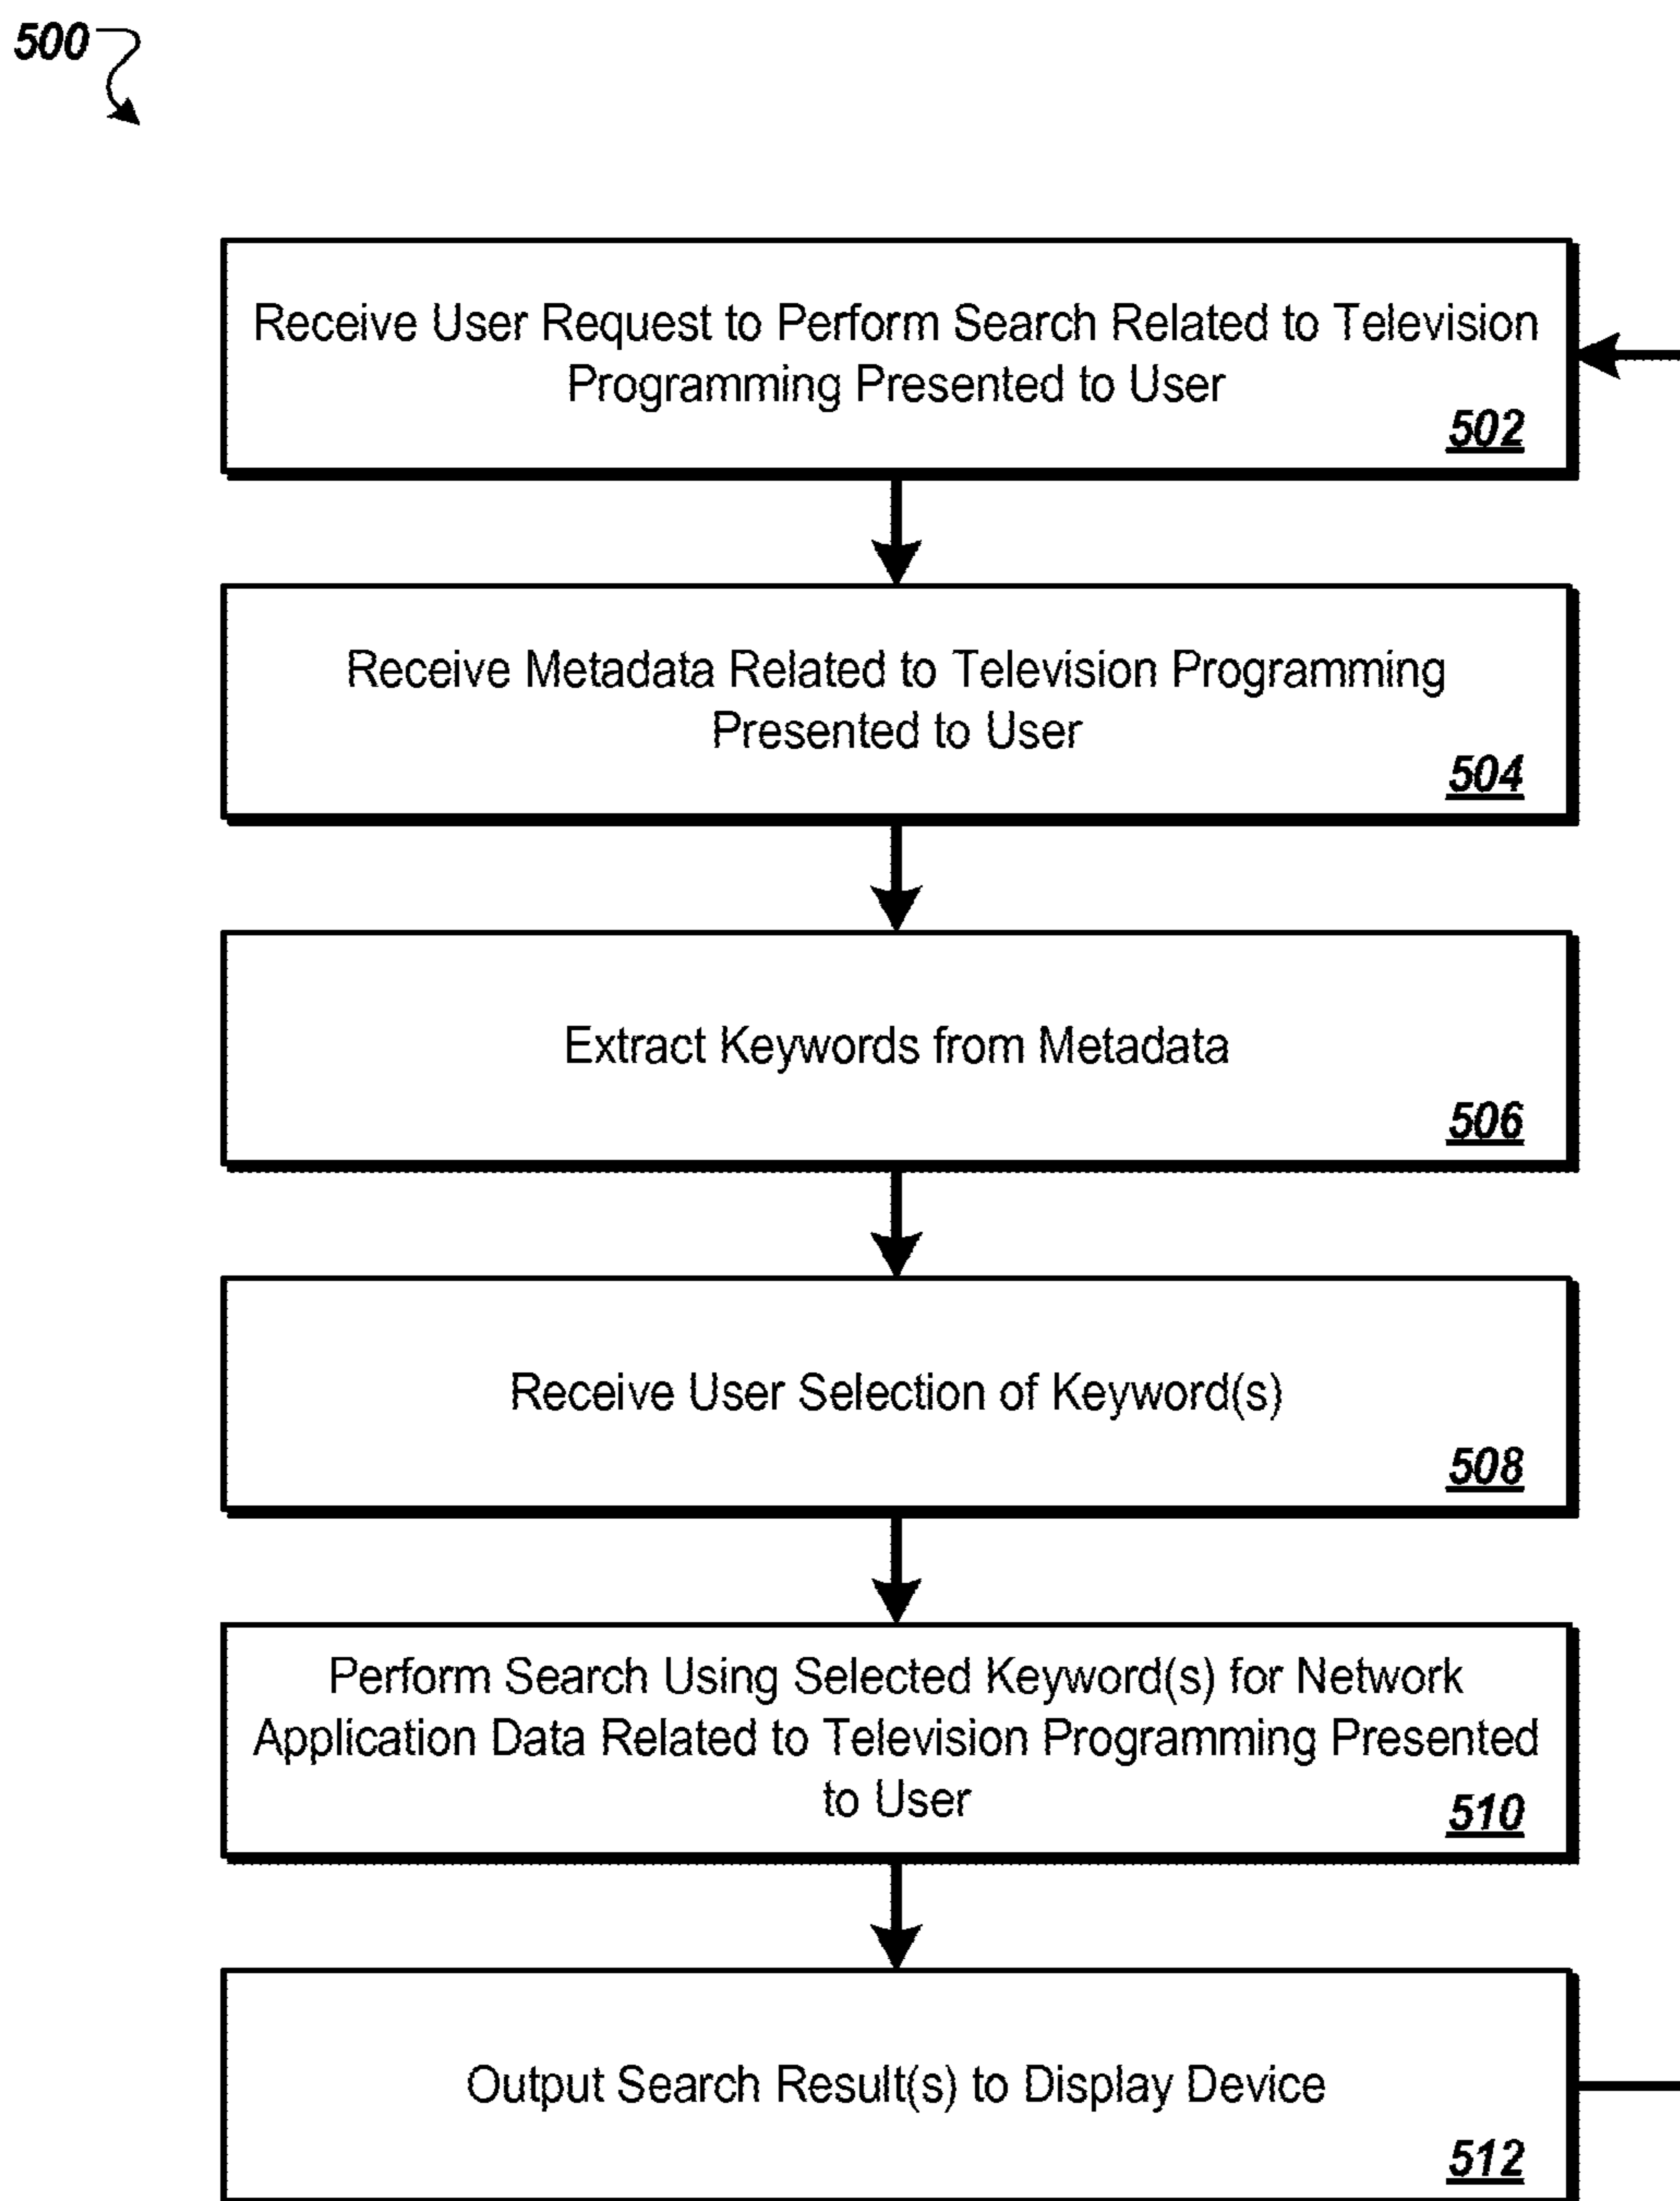 500
Receive User Request to Perform Search Related to Television
Programming Presented to User
502
Receive Metadata Related to Television Programming
Presented to User
504
Extract Keywords from Metadata
506
Receive User Selection of Keyword(s)
508
Perform Search Using Selected Keyword(s) for Network
Application Data Related to Television Programming Presented
to User
510
Output Search Result(s) to Display Device
512